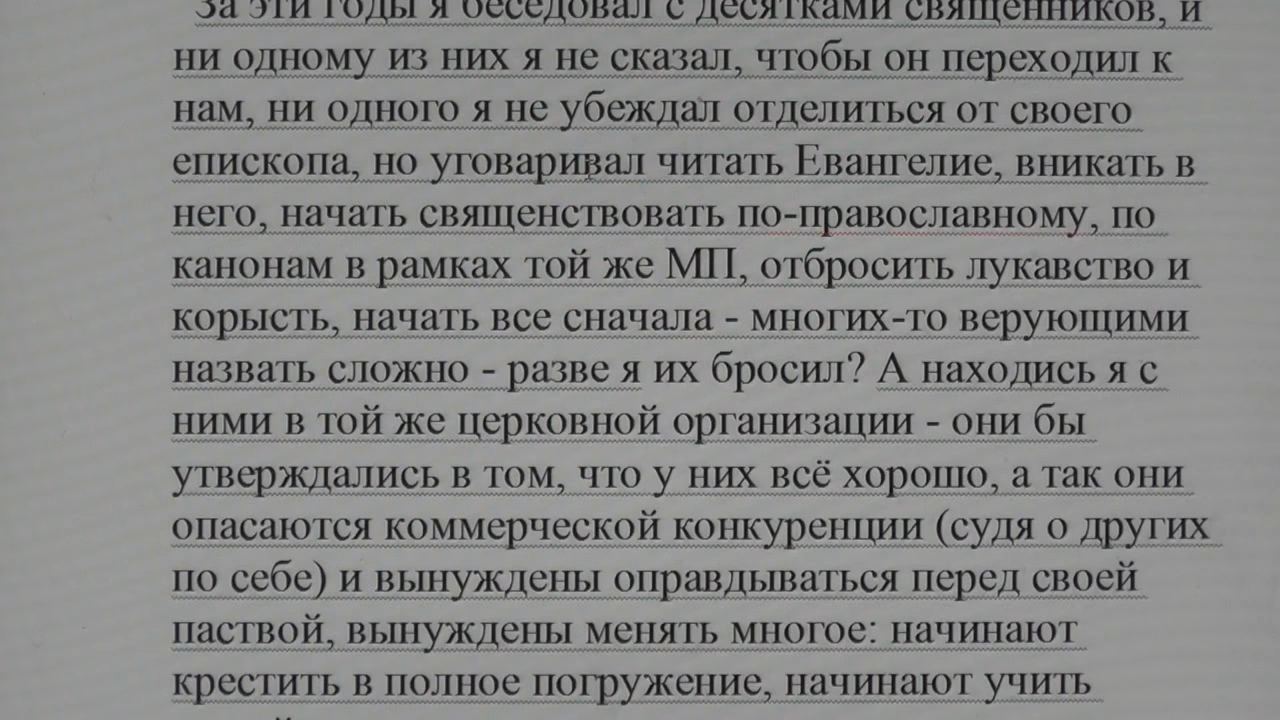 За эти годы я беседовал с десятками священников, и
ни одному из них я не сказал, чтобы он переходил к
нам, ни одного я не убеждал отделиться от своего
епископа, но уговаривал читать Евангелие, вникать в
него, начать священствовать по-православному, по
канонам в рамках той же МП, отбросить лукавство и
корысть, начать все сначала - многих-то верующими
назвать сложно - разве я их бросил? А находись я с
ними в той же церковной организации - они бы
утверждались в том, что у них всё хорошо, а так они
опасаются коммерческой конкуренции (судя о других
по себе) и вынуждены оправдываться перед своей
паствой, вынуждены менять многое: начинают
крестить в полное погружение, начинают учить